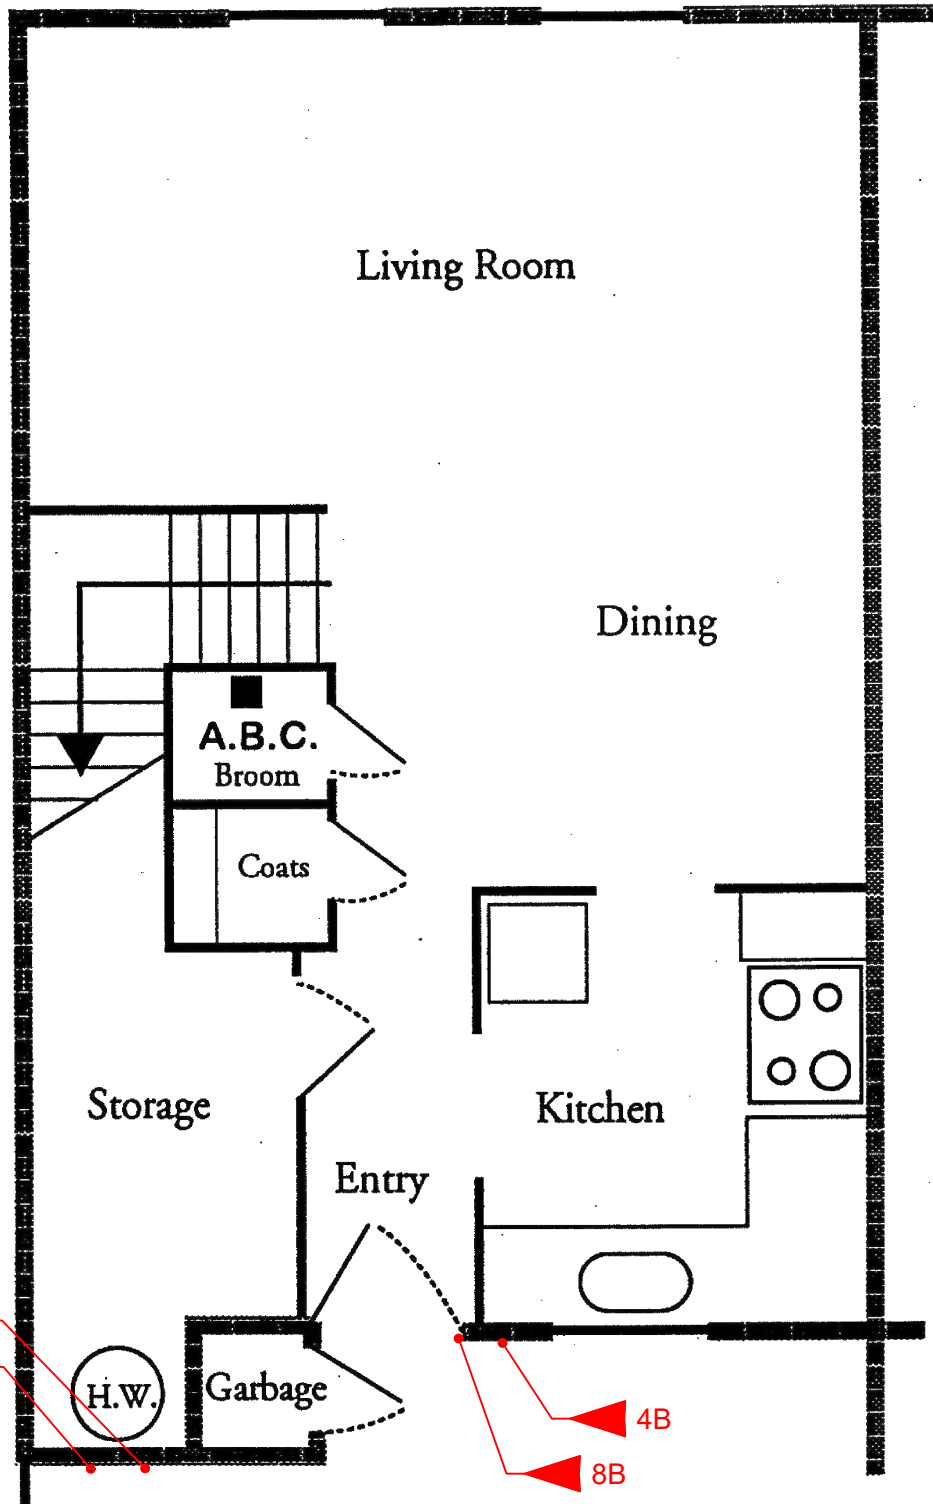 Living Room
Dining
A.B.C.
Broom
Coats
Storage
Kitchen
Entry
H.W.
Garbage
4B
8B